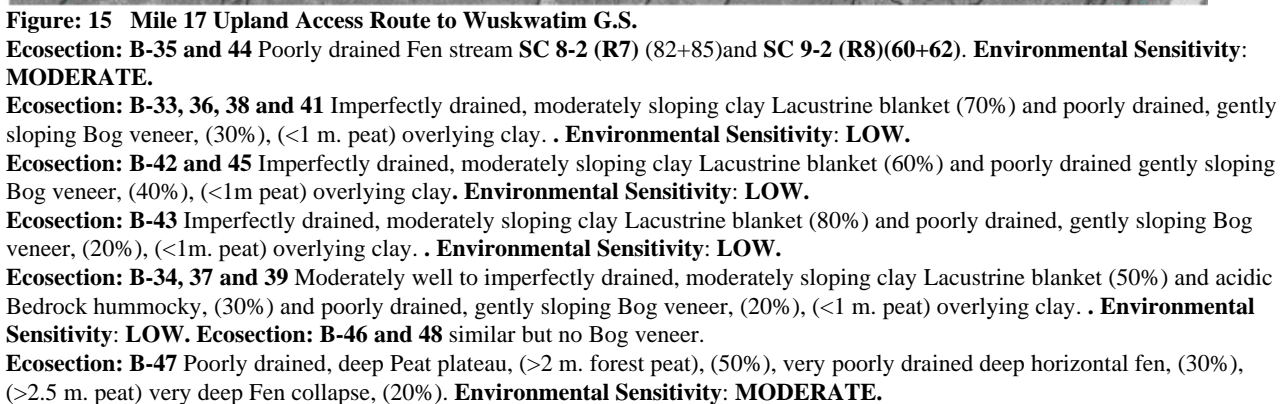 Figure: 15 Mile 17 Upland Access Route to Wuskwatim G.S.
Ecosection: B-35 and 44 Poorly drained Fen stream SC 8-2 (R7) (82+85)and SC 9-2 (R8)(60+62). Environmental Sensitivity:
MODERATE.
Ecosection: B-33, 36, 38 and 41 Imperfectly drained, moderately sloping clay Lacustrine blanket (70%) and poorly drained, gently
sloping Bog veneer, (30%), (<1 m. peat) overlying clay. . Environmental Sensitivity: LOW.
Ecosection: B-42 and 45 Imperfectly drained, moderately sloping clay Lacustrine blanket (60%) and poorly drained gently sloping
Bog veneer, (40%), (<1m peat) overlying clay. Environmental Sensitivity: LOW.
Ecosection: B-43 Imperfectly drained, moderately sloping clay Lacustrine blanket (80%) and poorly drained, gently sloping Bog
veneer, (20%), (<1m. peat) overlying clay. . Environmental Sensitivity: LOW.
Ecosection: B-34, 37 and 39 Moderately well to imperfectly drained, moderately sloping clay Lacustrine blanket (50%) and acidic
Bedrock hummocky, (30%) and poorly drained, gently sloping Bog veneer, (20%), (<1 m. peat) overlying clay. . Environmental
Sensitivity: LOW. Ecosection: B-46 and 48 similar but no Bog veneer.
Ecosection: B-47 Poorly drained, deep Peat plateau, (>2 m. forest peat), (50%), very poorly drained deep horizontal fen, (30%),
(>2.5 m. peat) very deep Fen collapse, (20%). Environmental Sensitivity: MODERATE.